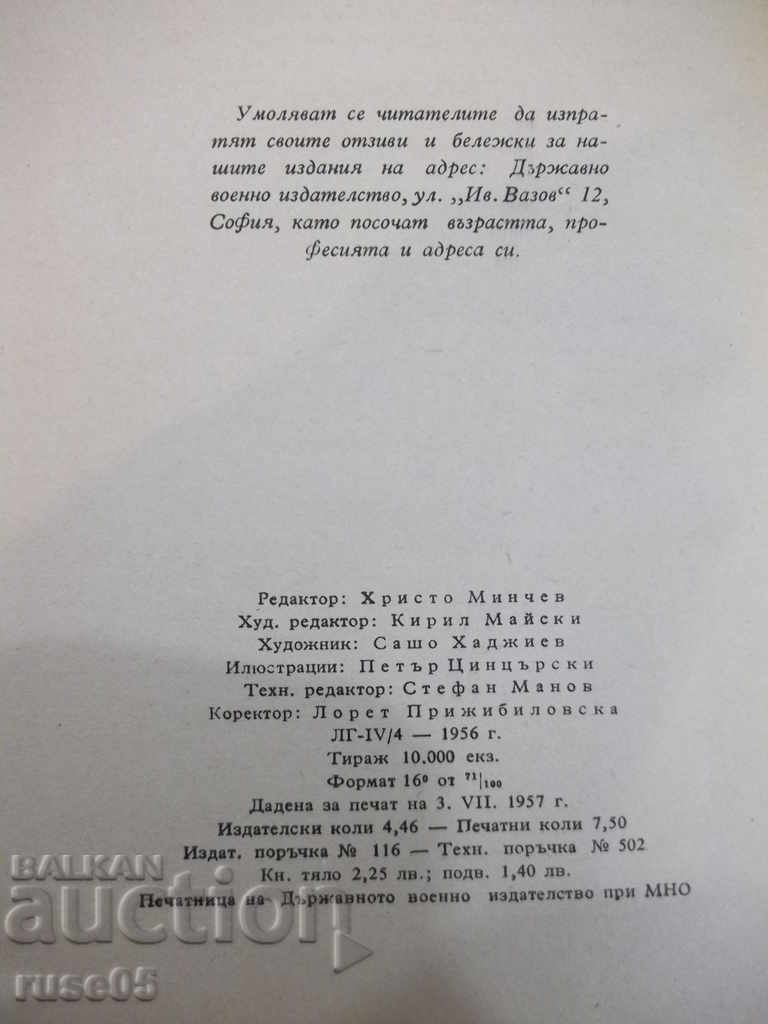 Умоляват се читателите да изпра-
тят своите отзиви и бележки за на-
шите издания на адрес: Държавно
военно издателство, ул. „Ив. Вазов“ 12,
София, като посочат възрастта, про-
фесията и адреса си.
Редактор: Христо Минчев
Худ. редактор: Кирил Майски
Художник: Сашо Хаджиев
Илюстрации: Петър Цинцърски
Техн. редактор: Стефан Манов
Коректор: Лорет Прижибиловска
ЛГ-IV/4 — 1956 г.
Тираж 10.000 екз.
Формат 16⁰ от ⁷¹/₁₀₀
Дадена за печат на 3. VII. 1957 г.
Издателски коли 4,46 — Печатни коли 7,50
Издат. поръчка № 116 — Техн. поръчка № 502
Кн. тяло 2,25 лв.; подв. 1,40 лв.
Печатница на Държавното военно издателство при МНО
BALKAN
auction
ruse05